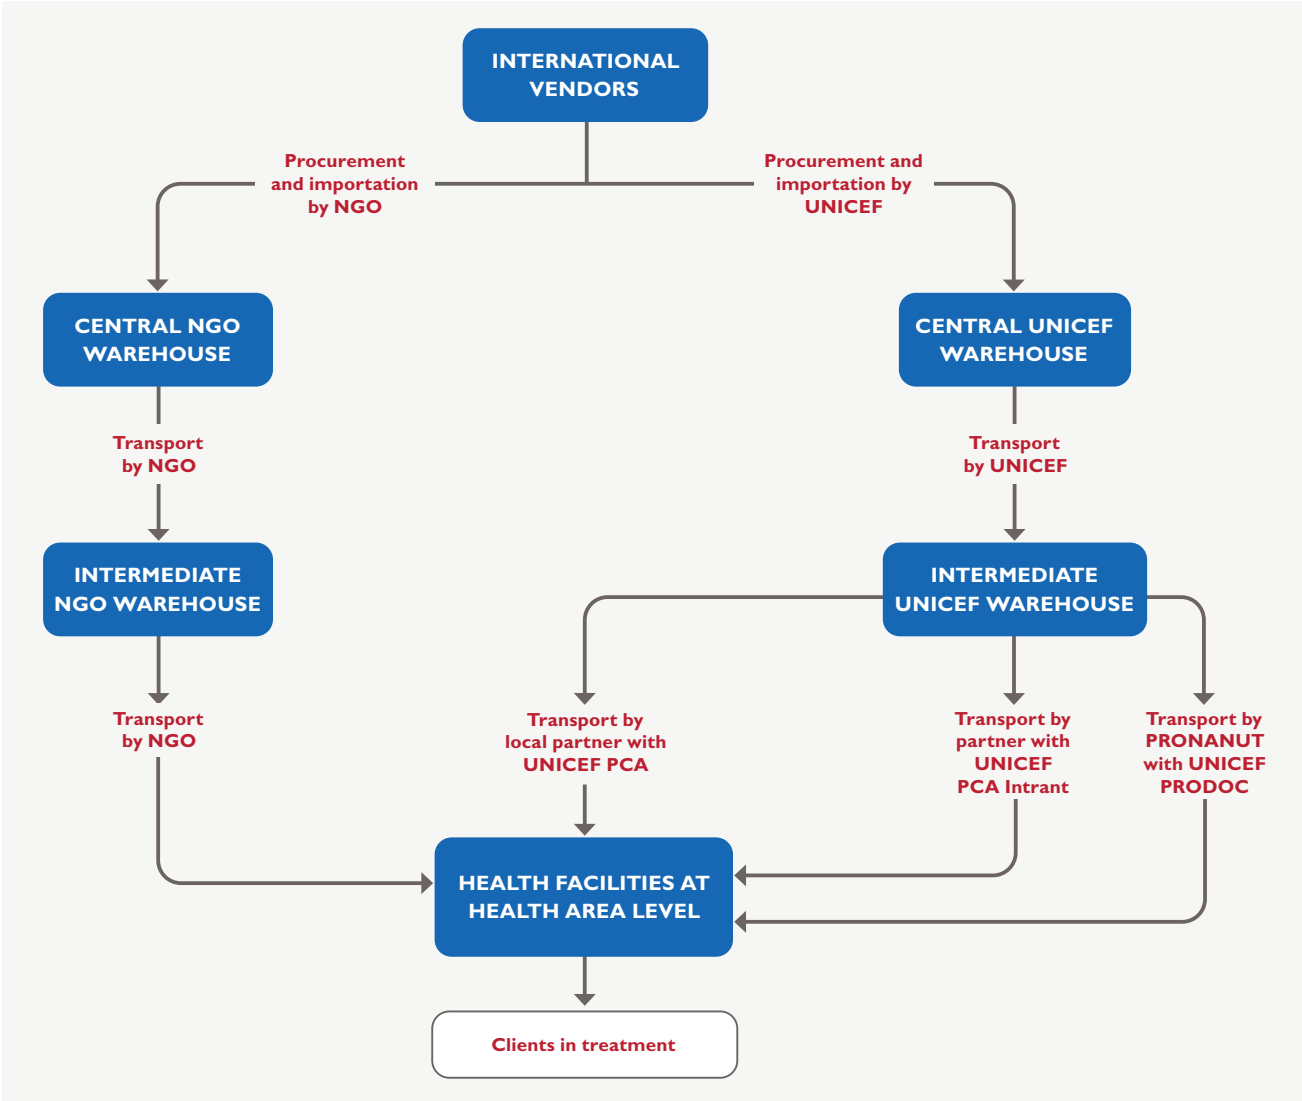 INTERNATIONAL
VENDORS
Procurement
and importation
by NGO
Procurement and
importation by
UNICEF
CENTRAL NGO
WAREHOUSE
CENTRAL UNICEF
WAREHOUSE
Transport
by NGO
Transport
by UNICEF
INTERMEDIATE
NGO WAREHOUSE
INTERMEDIATE
UNICEF WAREHOUSE
Transport
by NGO
Transport by
local partner with
UNICEF PCA
Transport by
partner with
UNICEF
PCA Intrant
Transport by
PRONANUT
with UNICEF
PRODOC
HEALTH FACILITIES AT
HEALTH AREA LEVEL
Clients in treatment